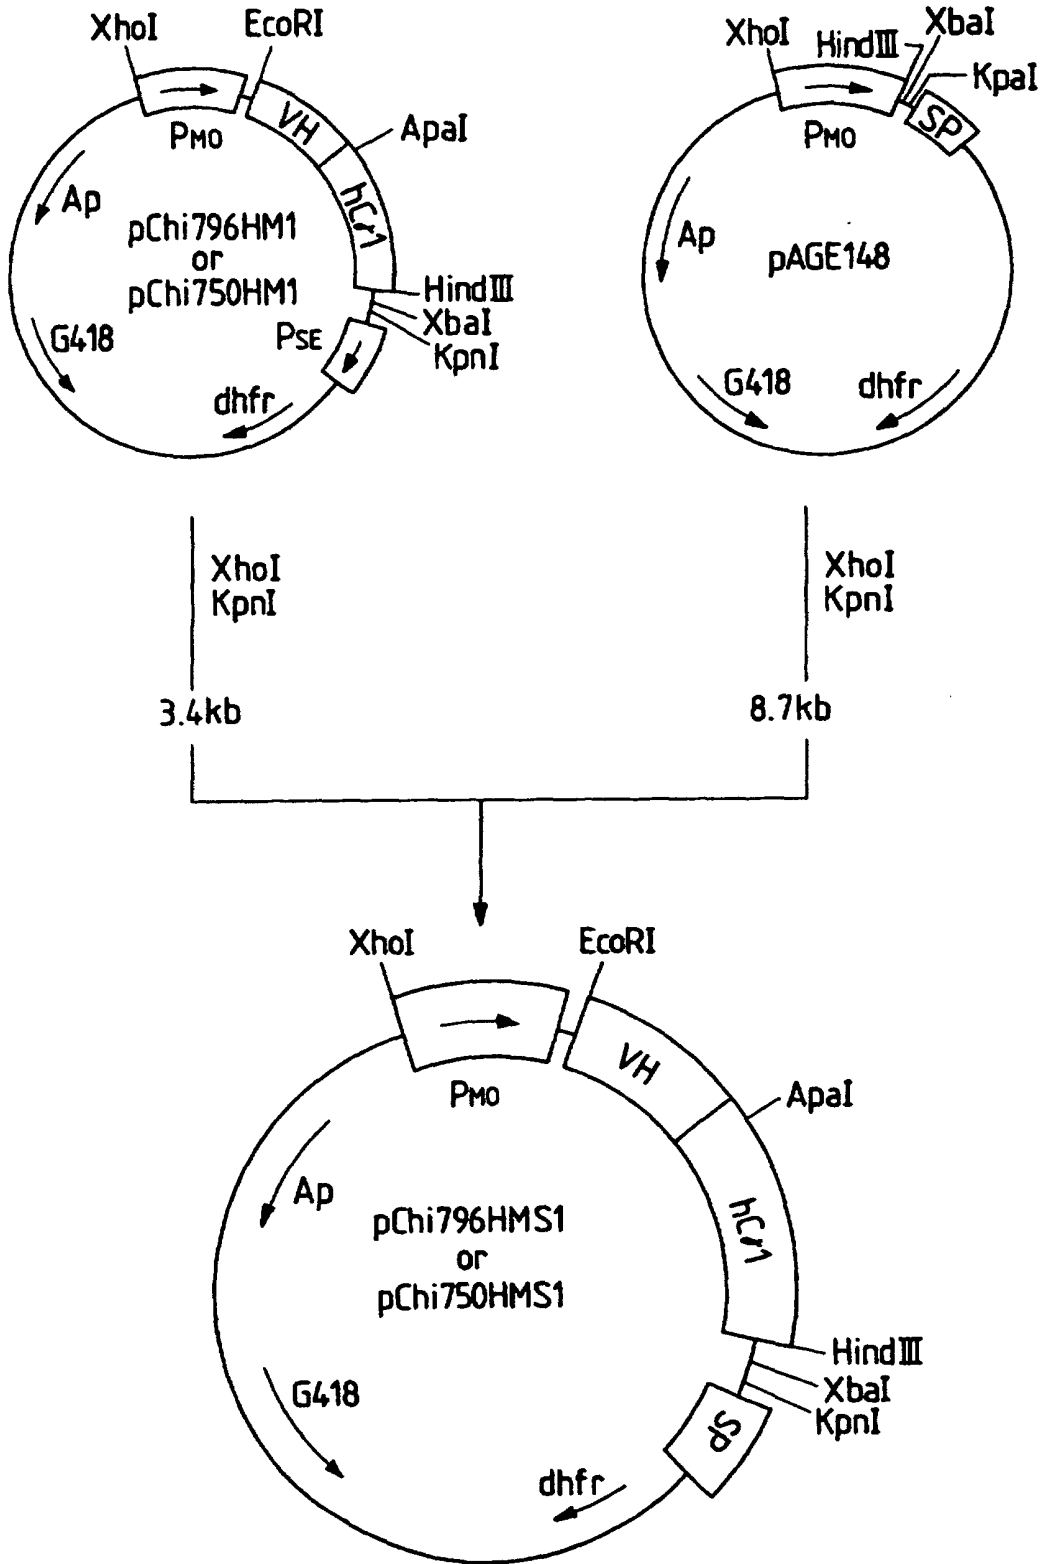 XhoI
EcoRI
VH
ApaI
PMO
hCγ1
Ap
pChi796HM1
or
pChi750HM1
HindIII
XbaI
KpnI
PSE
G418
dhfr
XhoI
HindIII
XbaI
KpaI
SP
PMO
Ap
pAGE148
G418
dhfr
XhoI
KpnI
3.4kb
XhoI
KpnI
8.7kb
XhoI
EcoRI
VH
PMO
ApaI
Ap
hCγ1
pChi796HMS1
or
pChi750HMS1
HindIII
XbaI
KpnI
G418
SP
dhfr